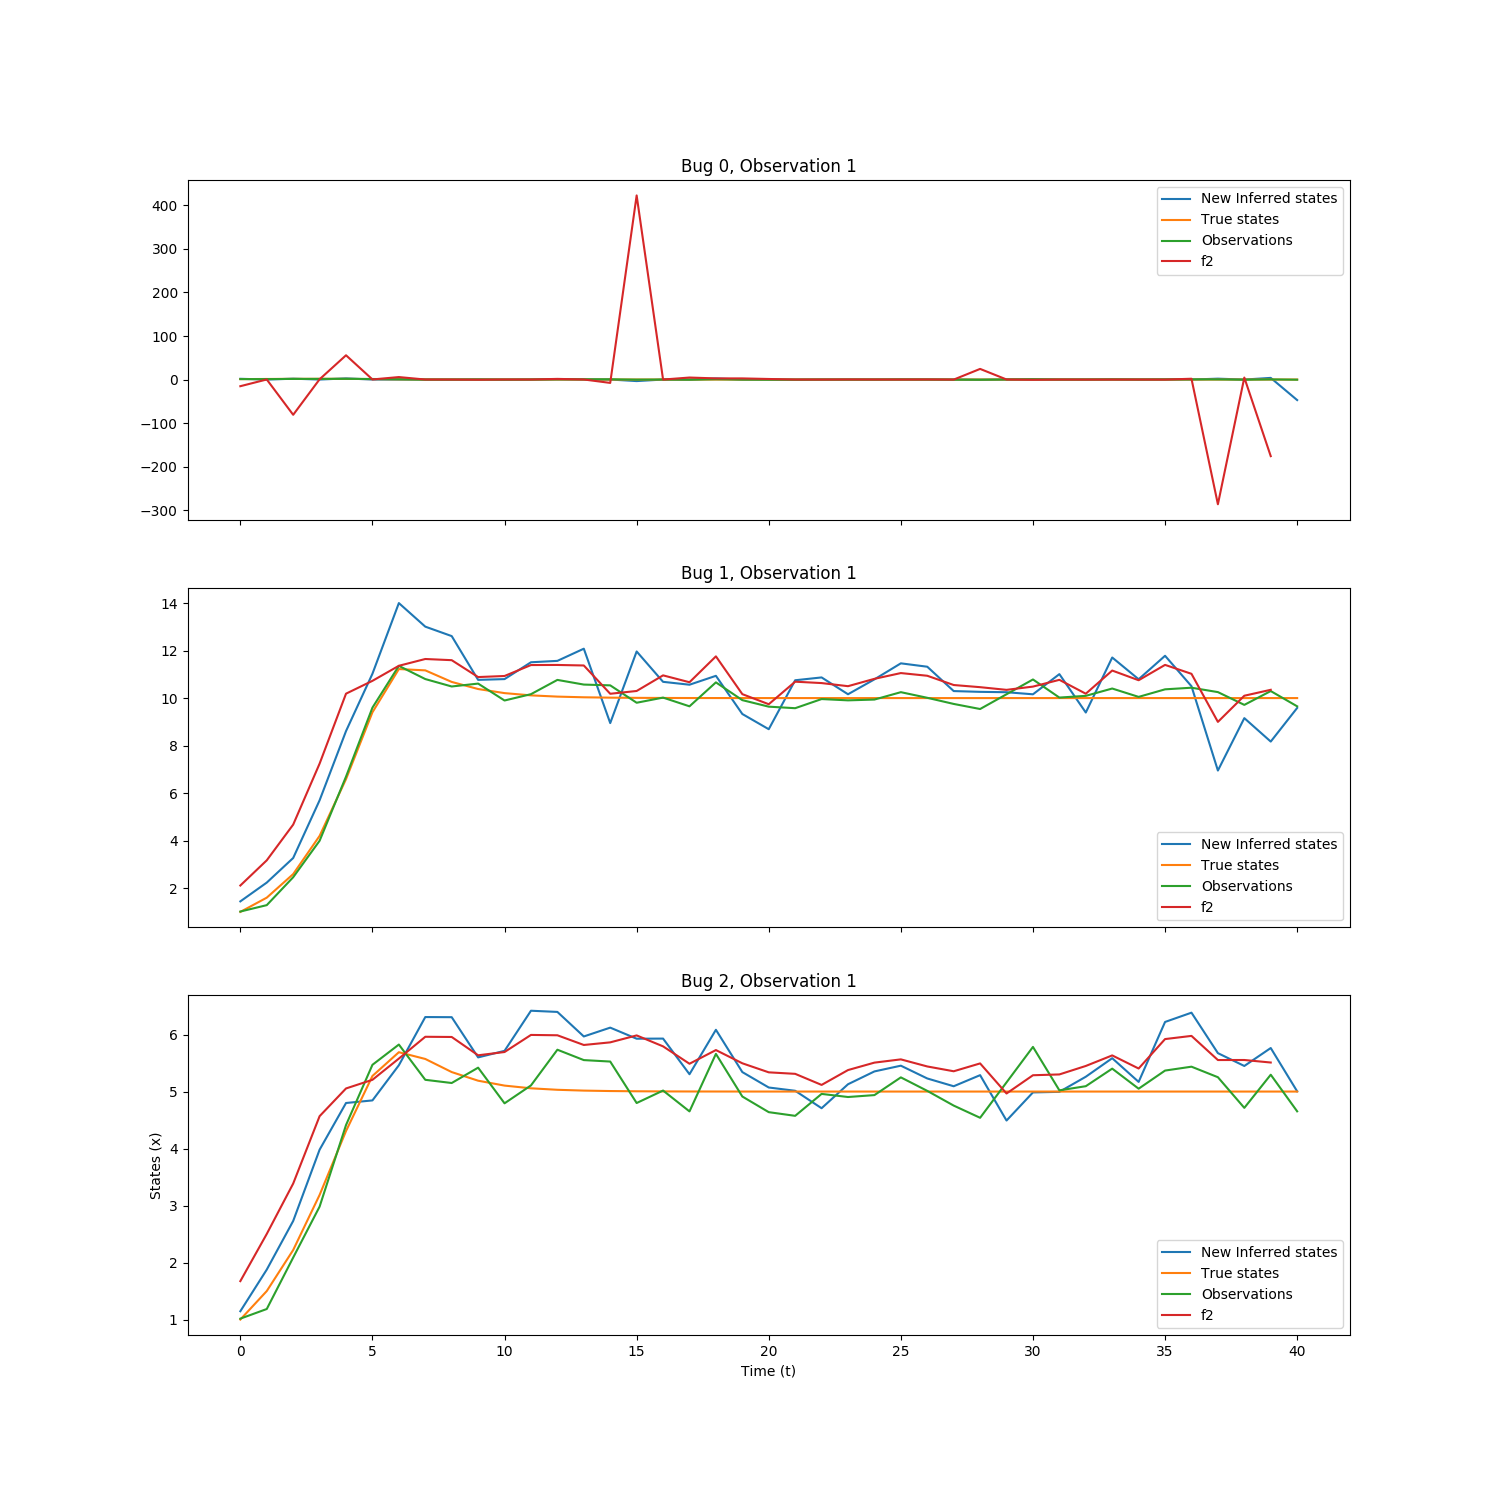 Bug 0, Observation 1
400
300
200
100
0
−100
−200
−300
New Inferred states
True states
Observations
f2
Bug 1, Observation 1
14
12
10
8
6
4
2
New Inferred states
True states
Observations
f2
Bug 2, Observation 1
6
5
4
3
2
1
States (x)
New Inferred states
True states
Observations
f2
0 5 10 15 20 25 30 35 40
Time (t)